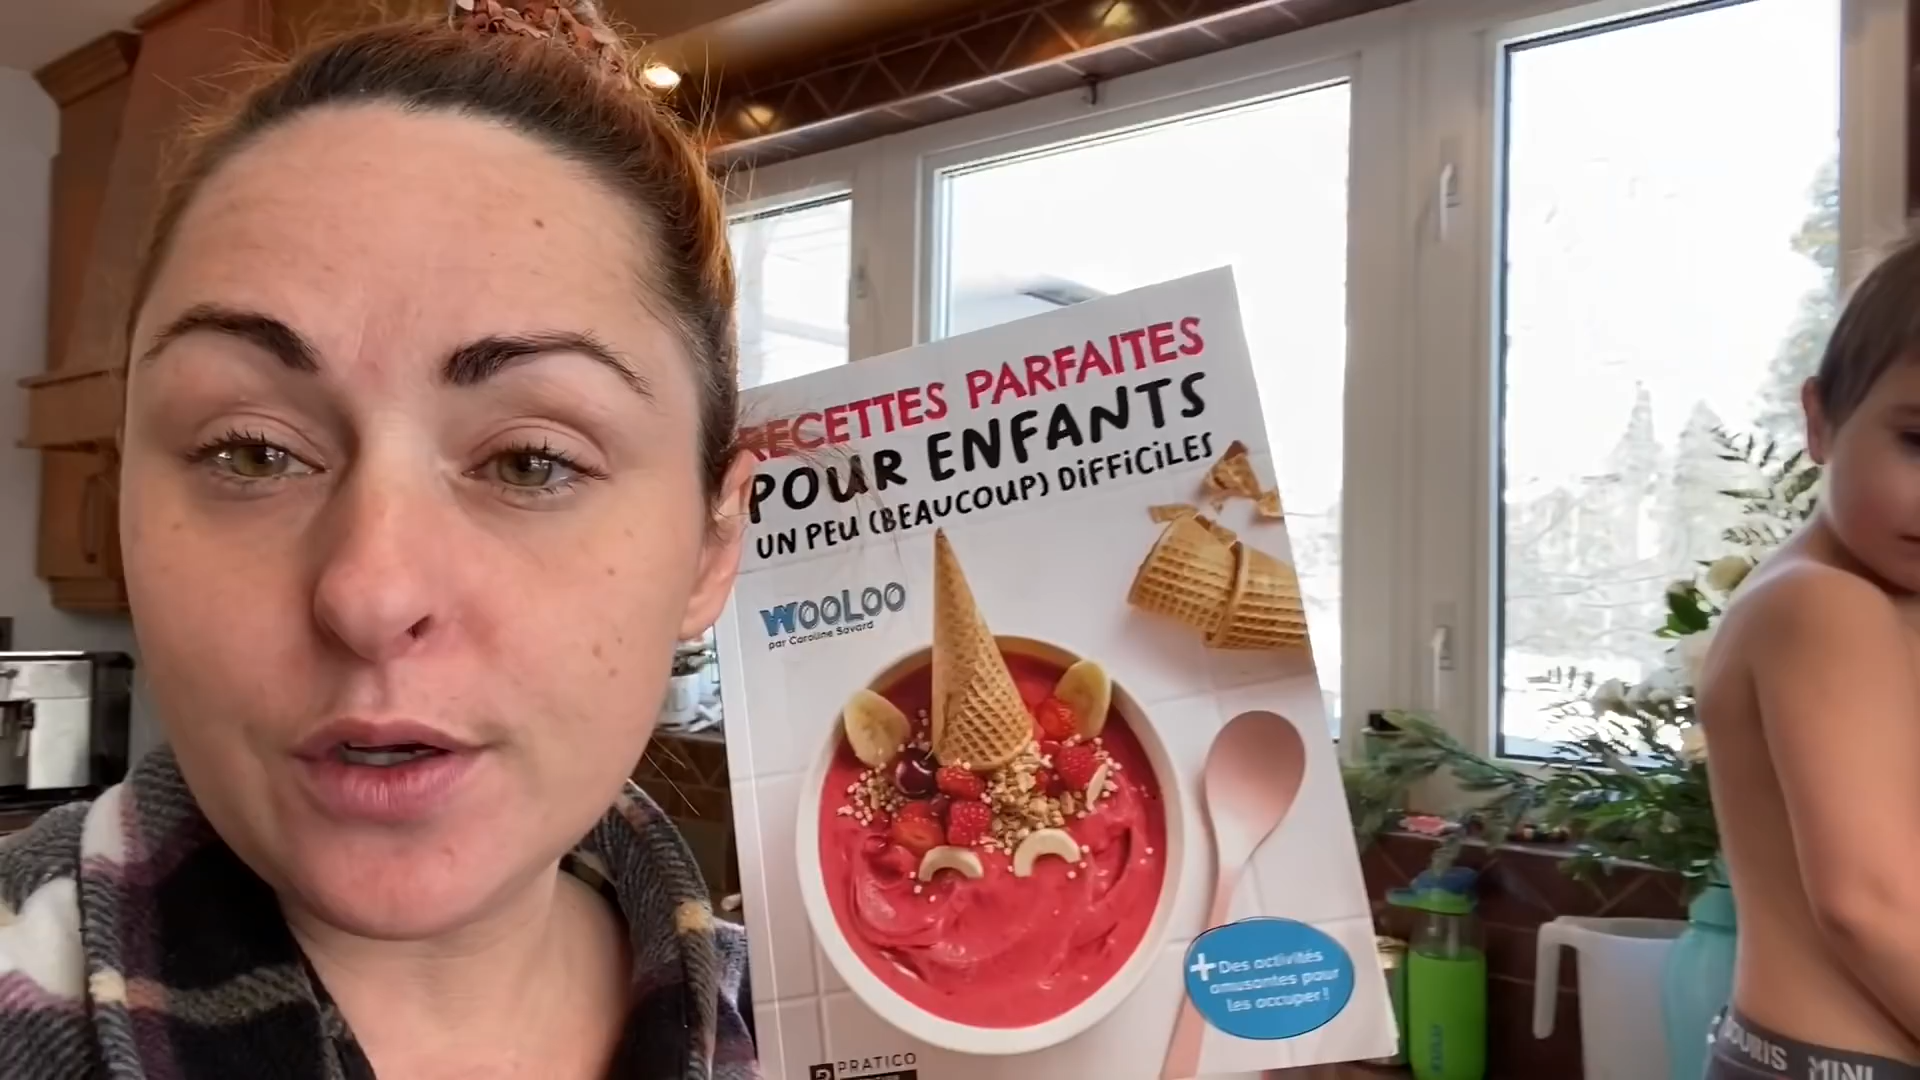 RECETTES PARFAITES
POUR ENFANTS
UN PEU (BEAUCOUP) DiFFiCiLES
WOOLOO
par Caroline Savard
+ Des activités
amusantes pour
les occuper!
PRATICO
MINI